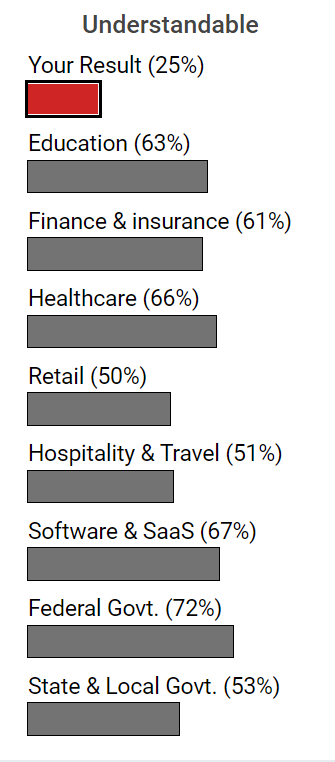 Understandable
Your Result (25%)
Education (63%)
Finance & insurance (61%)
Healthcare (66%)
Retail (50%)
Hospitality & Travel (51%)
Software & SaaS (67%)
Federal Govt. (72%)
State & Local Govt. (53%)